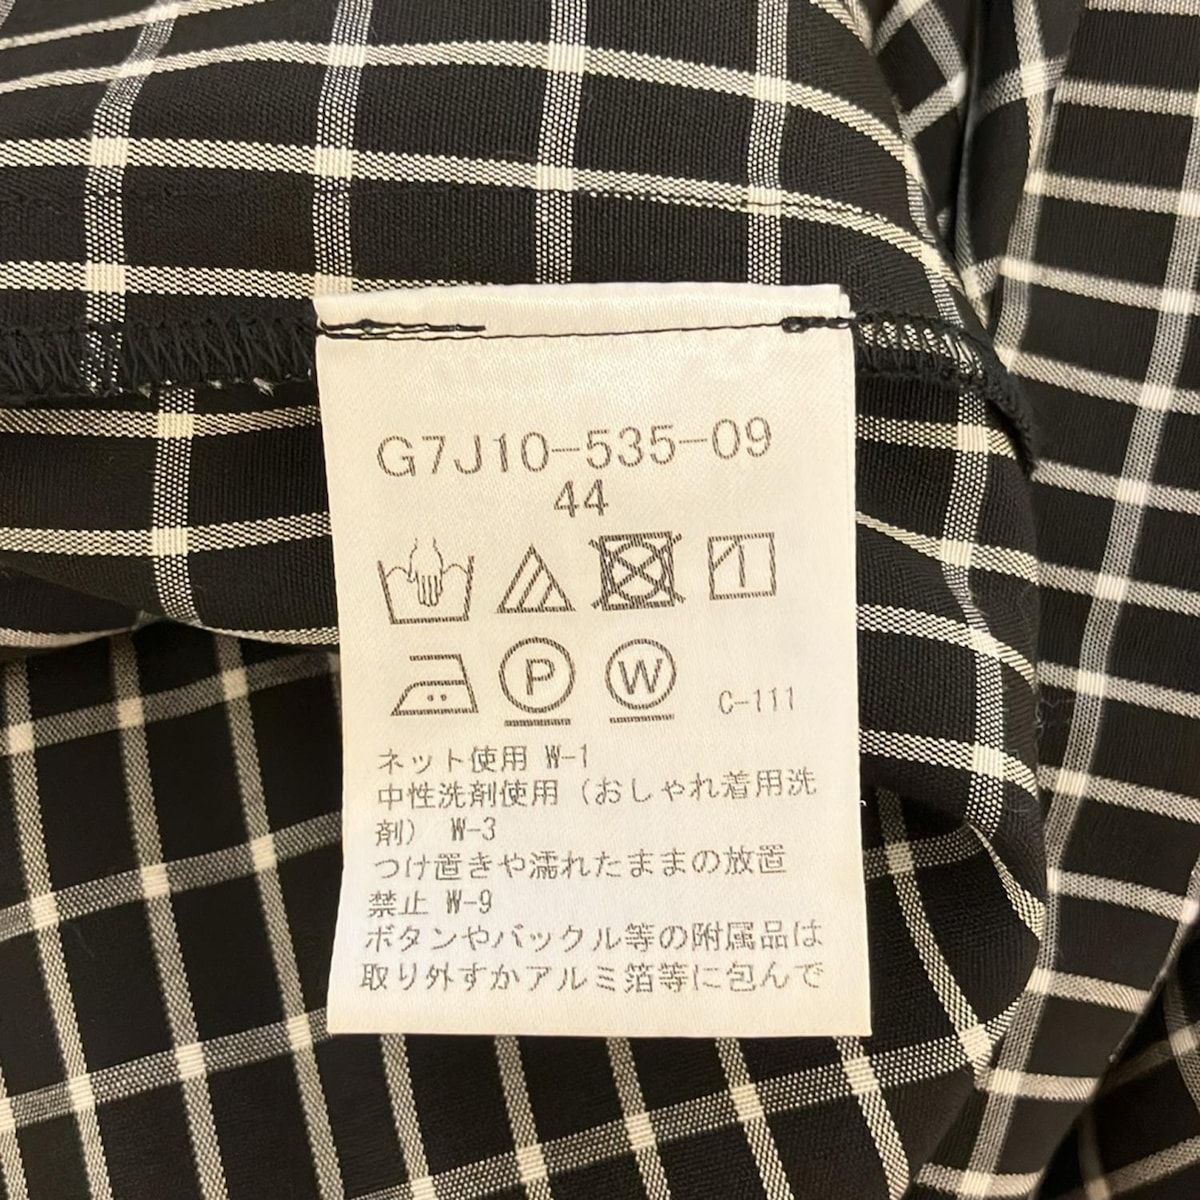 G7J10-535-09
44
P W C-111
ネット使用 W-1
中性洗剤使用（おしゃれ着用洗
剤） W-3
つけ置きや濡れたままの放置
禁止 W-9
ボタンやバックル等の附属品は
取り外すかアルミ箔等に包んで